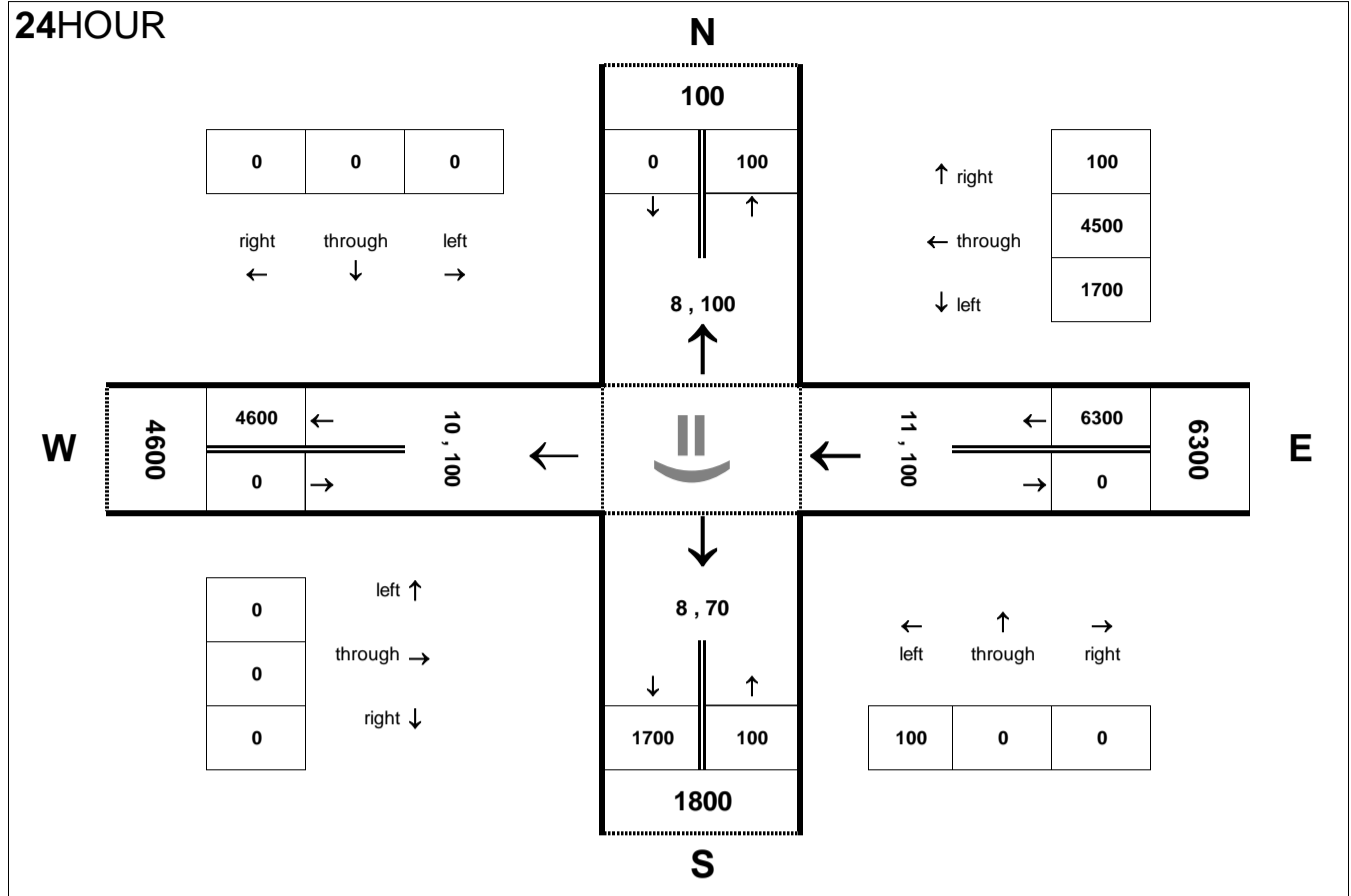 24HOUR
N
100
0 0 0
0 100
↑ right 100
← through 4500
↓ left 1700
right through left
← ↓ →
↓ ↑
8 , 100
W
4600
4600 ←
0 →
10 , 100
11 , 100
← 6300
→ 0
6300
E
0 left ↑
0 through →
0 right ↓
8 , 70
← ↑ →
left through right
↓ ↑
1700 100
100 0 0
1800
S